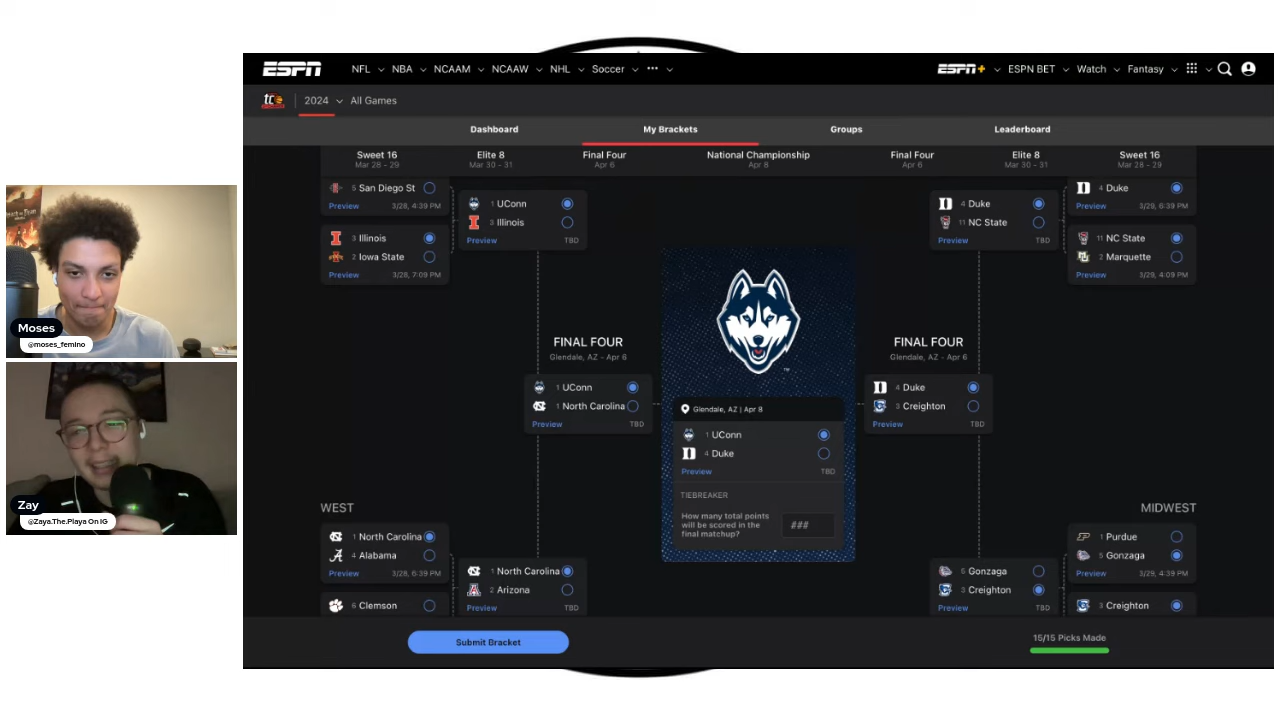 ESPN
NFL NBA NCAAM NCAAW NHL Soccer •••
ESPN+ ESPN BET Watch Fantasy
tc 2024 All Games
Dashboard My Brackets Groups Leaderboard
Sweet 16 Elite 8 Final Four National Championship Final Four Elite 8 Sweet 16
Mar 28 - 29 Mar 30 - 31 Apr 6 Apr 8 Apr 6 Mar 30 - 31 Mar 28 - 29
5 San Diego St
Preview 3/28, 4:39 PM
3 Illinois
2 Iowa State
Preview 3/28, 7:09 PM
1 UConn
3 Illinois
Preview TBD
4 Duke
11 NC State
Preview TBD
4 Duke
Preview 3/29, 6:39 PM
11 NC State
2 Marquette
Preview 3/29, 4:09 PM
Moses
@moses_femino
Zay
@Zaya.The.Playa On IG
FINAL FOUR
Glendale, AZ - Apr 6
1 UConn
1 North Carolina
Preview TBD
TM
Glendale, AZ | Apr 8
1 UConn
4 Duke
Preview TBD
TIEBREAKER
How many total points
will be scored in the
final matchup?
###
FINAL FOUR
Glendale, AZ - Apr 6
4 Duke
3 Creighton
Preview TBD
WEST
1 North Carolina
4 Alabama
Preview 3/28, 6:39 PM
6 Clemson
1 North Carolina
2 Arizona
Preview TBD
MIDWEST
5 Gonzaga
3 Creighton
Preview TBD
1 Purdue
5 Gonzaga
Preview 3/29, 4:39 PM
3 Creighton
Submit Bracket
15/15 Picks Made